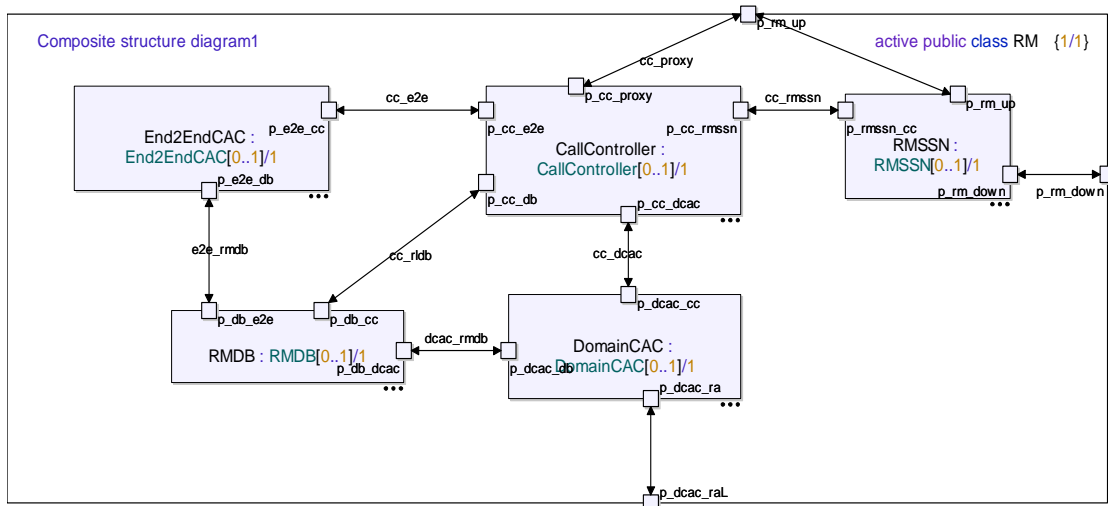 p_rm_up
Composite structure diagram1
active public class RM {1/1}
cc_proxy
cc_e2e
p_cc_proxy
cc_rmssn
p_rm_up
p_e2e_cc
p_cc_e2e
p_cc_rmssn
p_rmssn_cc
End2EndCAC :
End2EndCAC[0..1]/1
CallController :
CallController[0..1]/1
RMSSN :
RMSSN[0..1]/1
p_e2e_db
p_cc_db
p_cc_dcac
p_rm_down
p_rm_down
e2e_rmdb
cc_rldb
cc_dcac
p_dcac_cc
p_db_e2e
p_db_cc
dcac_rmdb
RMDB : RMDB[0..1]/1
p_db_dcac
DomainCAC :
DomainCAC[0..1]/1
p_dcac_db
p_dcac_ra
p_dcac_raL